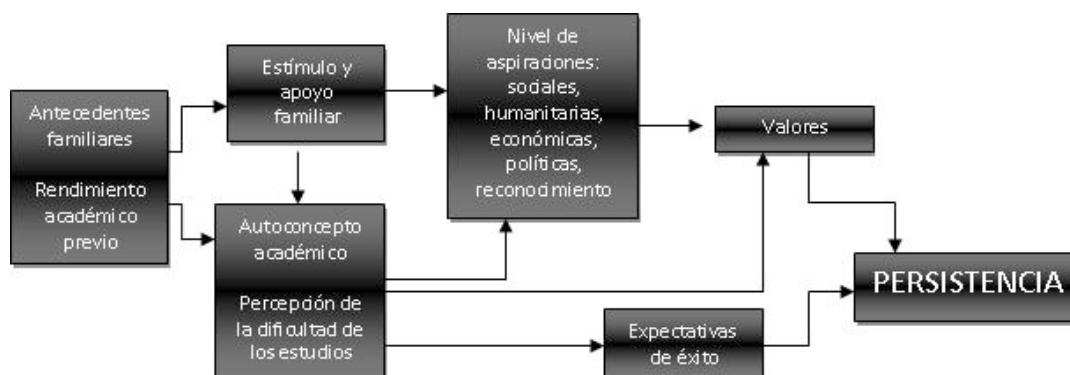 Antecedentes
familiares
Rendimiento
académico
previo
Estímulo y
apoyo
familiar
Autoconcepto
académico
Percepción de
la dificultad de
los estudios
Nivel de
aspiraciones:
sociales,
humanitarias,
económicas,
políticas,
reconocimiento
Valores
Expectativas
de éxito
PERSISTENCIA